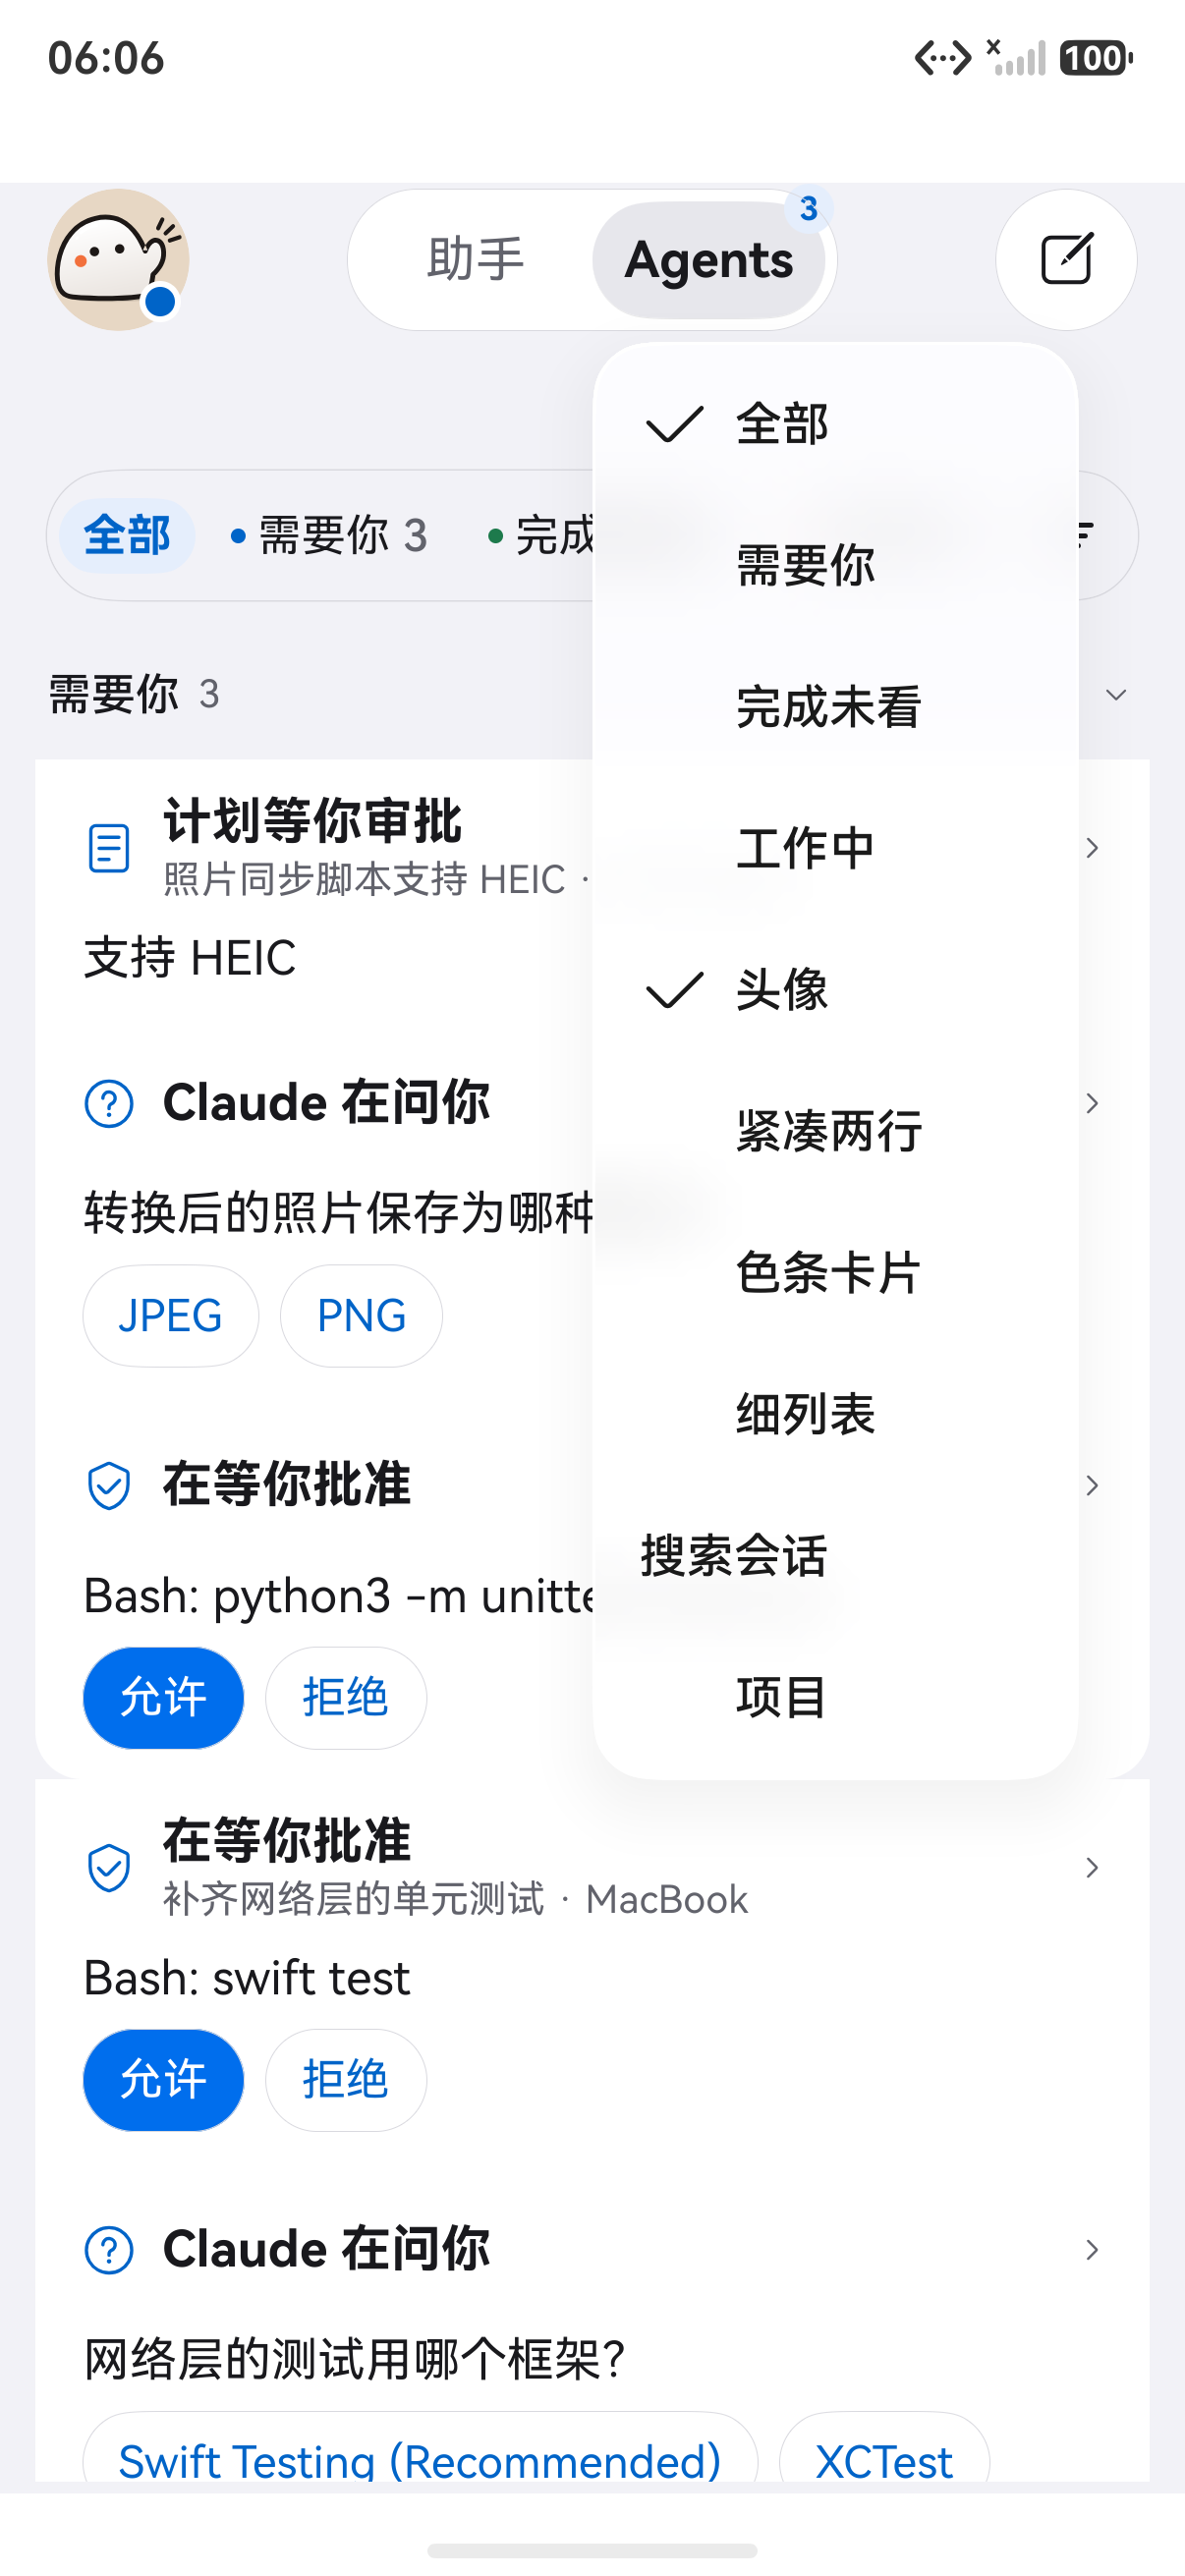 06:06
100
助手
Agents
3
全部
需要你 3
完成
需要你 3
计划等你审批
照片同步脚本支持 HEIC ·
支持 HEIC
Claude 在问你
转换后的照片保存为哪种
JPEG
PNG
在等你批准
Bash: python3 -m unitte
允许
拒绝
全部
需要你
完成未看
工作中
头像
紧凑两行
色条卡片
细列表
搜索会话
项目
在等你批准
补齐网络层的单元测试 · MacBook
Bash: swift test
允许
拒绝
Claude 在问你
网络层的测试用哪个框架?
Swift Testing (Recommended)
XCTest